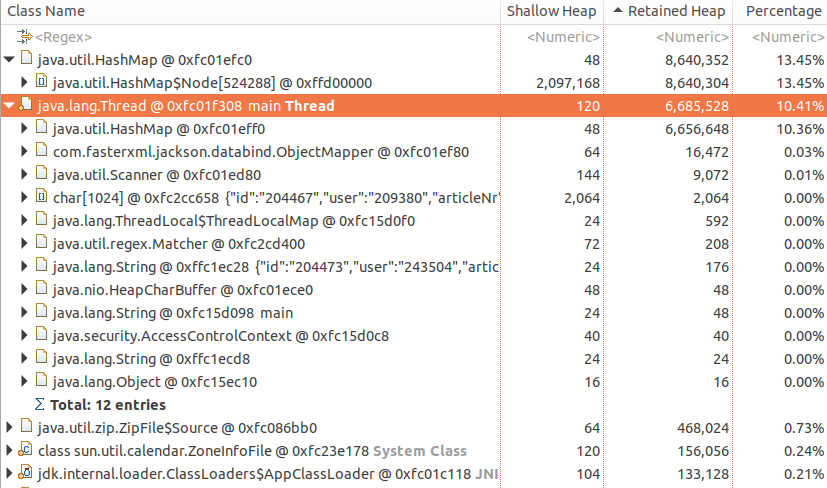 Class Name Shallow Heap Retained Heap Percentage
<Regex> <Numeric> <Numeric> <Numeric>
java.util.HashMap @ 0xfc01efc0 48 8,640,352 13.45%
java.util.HashMap$Node[524288] @ 0xffd00000 2,097,168 8,640,304 13.45%
java.lang.Thread @ 0xfc01f308 main Thread 120 6,685,528 10.41%
java.util.HashMap @ 0xfc01eff0 48 6,656,648 10.36%
com.fasterxml.jackson.databind.ObjectMapper @ 0xfc01ef80 64 16,472 0.03%
java.util.Scanner @ 0xfc01ed80 144 9,072 0.01%
char[1024] @ 0xfc2cc658 {"id":"204467","user":"209380","articleNr" 2,064 2,064 0.00%
java.lang.ThreadLocal$ThreadLocalMap @ 0xfc15d0f0 24 592 0.00%
java.util.regex.Matcher @ 0xfc2cd400 72 208 0.00%
java.lang.String @ 0xffc1ec28 {"id":"204473","user":"243504","artic 24 176 0.00%
java.nio.HeapCharBuffer @ 0xfc01ece0 48 48 0.00%
java.lang.String @ 0xfc15d098 main 24 48 0.00%
java.security.AccessControlContext @ 0xfc15d0c8 40 40 0.00%
java.lang.String @ 0xffc1ecd8 24 24 0.00%
java.lang.Object @ 0xfc15ec10 16 16 0.00%
Σ Total: 12 entries
java.util.zip.ZipFile$Source @ 0xfc086bb0 64 468,024 0.73%
class sun.util.calendar.ZoneInfoFile @ 0xfc23e178 System Class 120 156,056 0.24%
jdk.internal.loader.ClassLoaders$AppClassLoader @ 0xfc01c118 JNI 104 133,128 0.21%